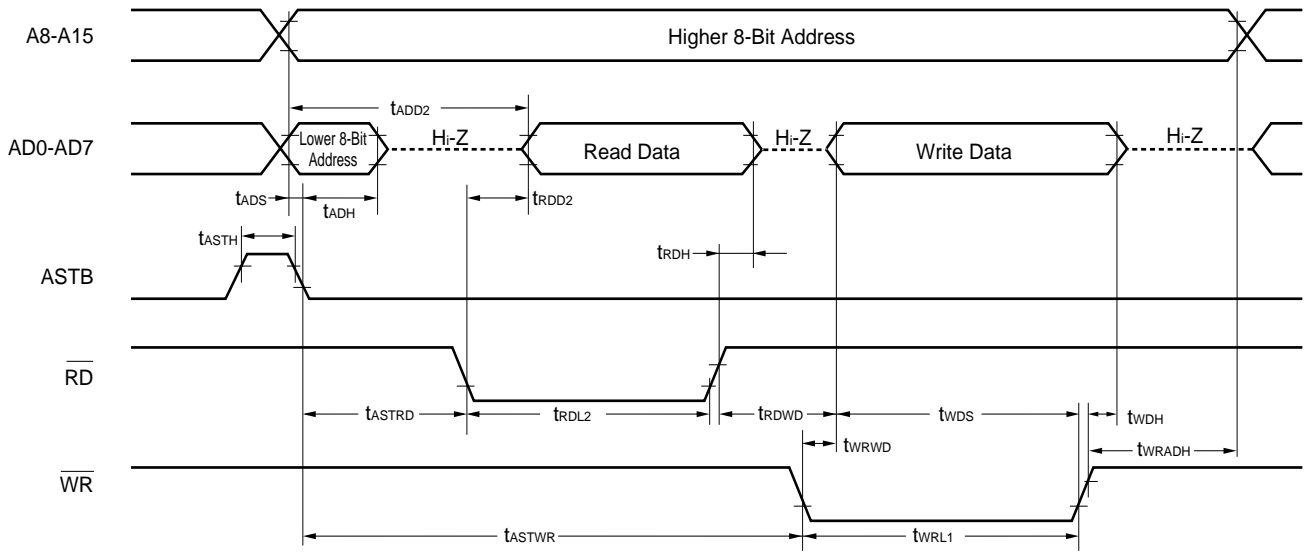 A8-A15
Higher 8-Bit Address
tADD2
AD0-AD7
Lower 8-Bit
Address
Hi-Z
Read Data
Hi-Z
Write Data
Hi-Z
tADS
tADH
tRDD2
tASTH
tRDH
ASTB
RD
tASTRD
tRDL2
tRDWD
tWDS
tWDH
tWRWD
tWRADH
WR
tASTWR
tWRL1